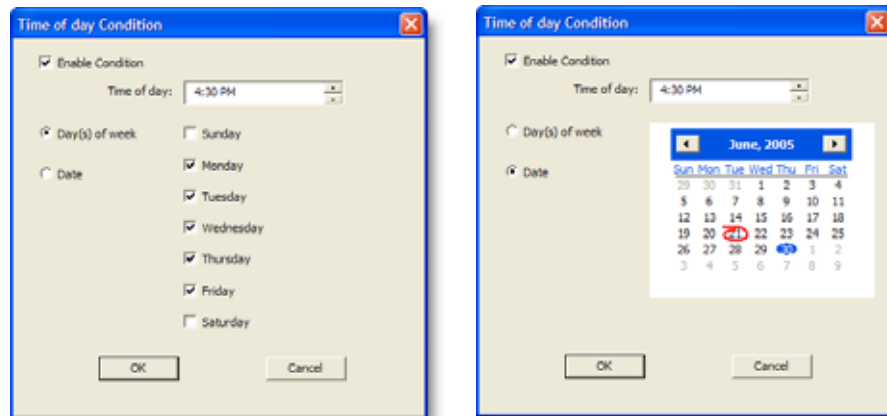 Time of day Condition
Enable Condition
Time of day: 4:30 PM
Day(s) of week
Sunday
Monday
Date
Tuesday
Wednesday
Thursday
Friday
Saturday
OK Cancel
Time of day Condition
Enable Condition
Time of day: 4:30 PM
Day(s) of week
June, 2005
Date
Sun Mon Tue Wed Thu Fri Sat
29 30 31 1 2 3 4
5 6 7 8 9 10 11
12 13 14 15 16 17 18
19 20 21 22 23 24 25
26 27 28 29 30 1 2
3 4 5 6 7 8 9
OK Cancel